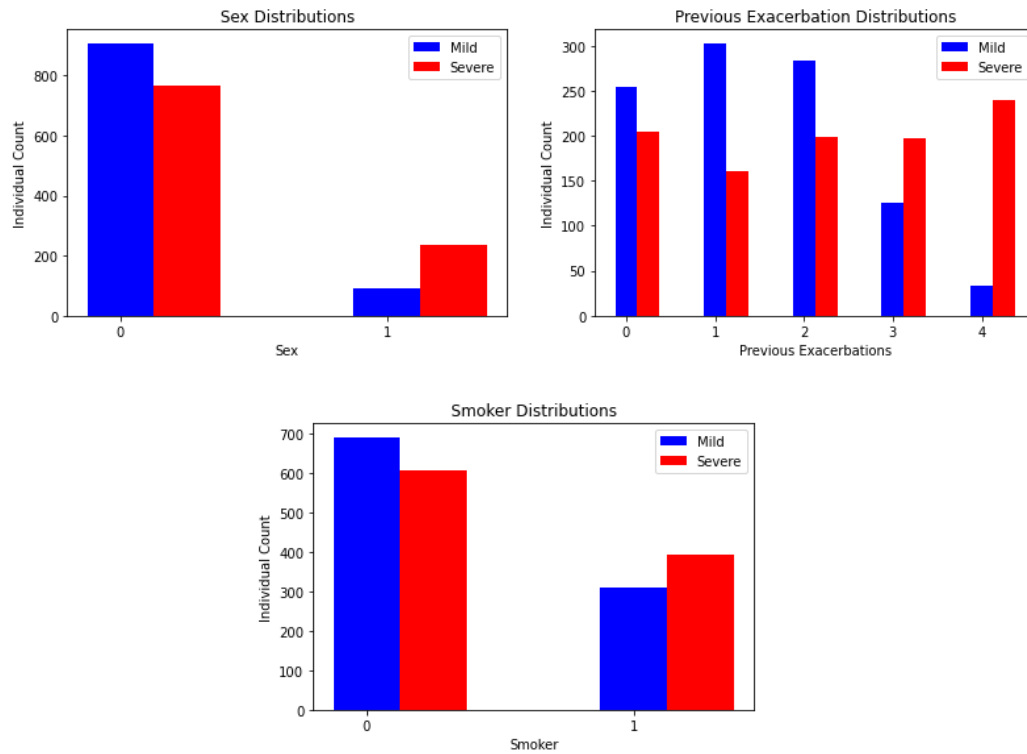 Sex Distributions
Individual Count
800
600
400
200
0
Mild
Severe
0
1
Sex
Previous Exacerbation Distributions
Individual Count
300
250
200
150
100
50
0
Mild
Severe
0
1
2
3
4
Previous Exacerbations
Smoker Distributions
Individual Count
700
600
500
400
300
200
100
0
Mild
Severe
0
1
Smoker